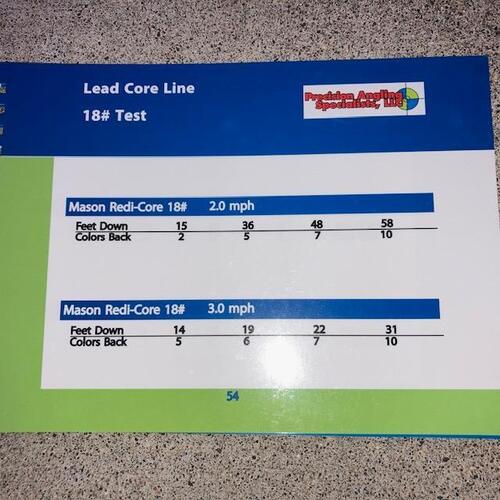 Lead Core Line
18# Test
Precision Angling
Specialists, LLC
Mason Redi-Core 18# 2.0 mph
Feet Down 15 36 48 58
Colors Back 2 5 7 10
Mason Redi-Core 18# 3.0 mph
Feet Down 14 19 22 31
Colors Back 5 6 7 10
54